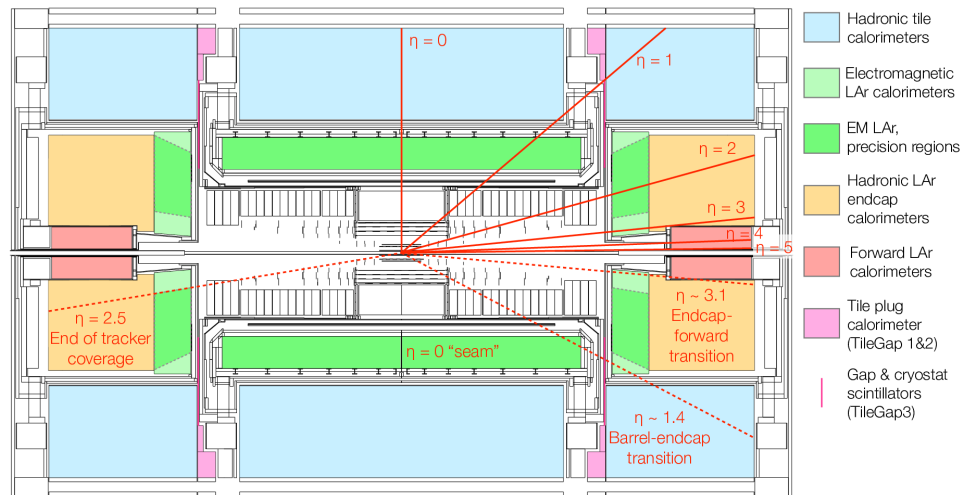 η = 0
η = 1
η = 2
η = 3
η = 4
η = 5
η = 2.5
End of tracker
coverage
η = 0 “seam”
η ~ 3.1
Endcap-
forward
transition
η ~ 1.4
Barrel-endcap
transition
Hadronic tile
calorimeters
Electromagnetic
LAr calorimeters
EM LAr,
precision regions
Hadronic LAr
endcap
calorimeters
Forward LAr
calorimeters
Tile plug
calorimeter
(TileGap 1&2)
Gap & cryostat
scintillators
(TileGap3)